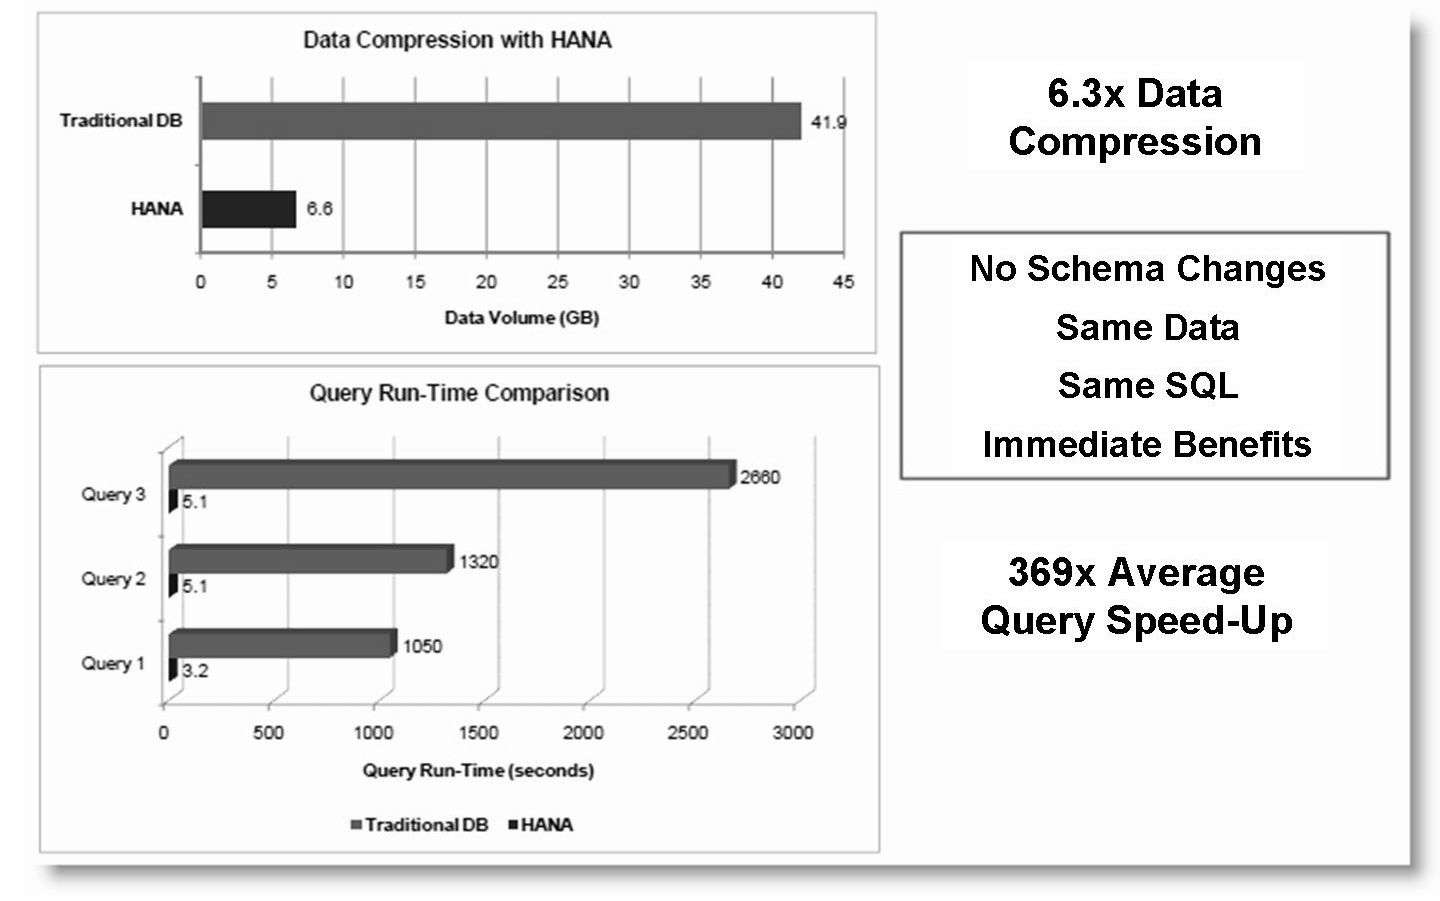 Data Compression with HANA
Traditional DB
41.9
HANA
6.6
0 5 10 15 20 25 30 35 40 45
Data Volume (GB)
6.3x Data
Compression
No Schema Changes
Same Data
Same SQL
Immediate Benefits
Query Run-Time Comparison
2660
Query 3
5.1
1320
Query 2
5.1
1050
Query 1
3.2
0 500 1000 1500 2000 2500 3000
Query Run-Time (seconds)
Traditional DB HANA
369x Average
Query Speed-Up